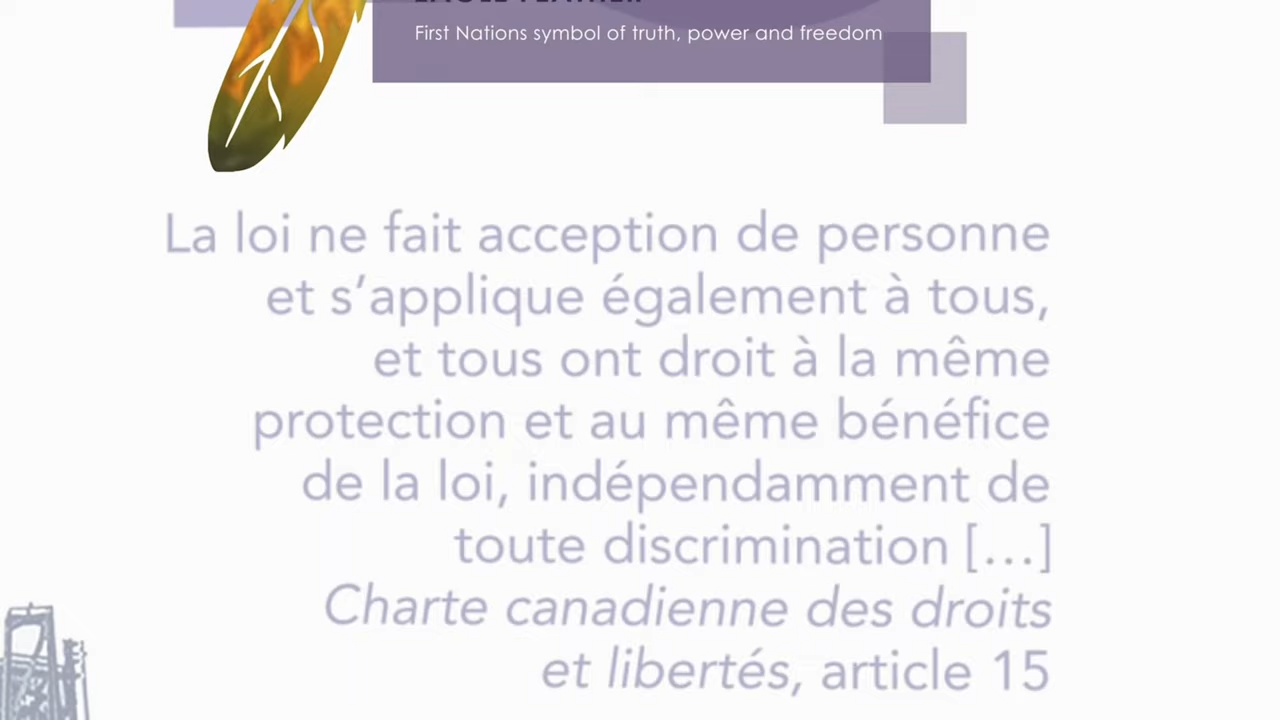 First Nations symbol of truth, power and freedom
La loi ne fait acception de personne
et s’applique également à tous,
et tous ont droit à la même
protection et au même bénéfice
de la loi, indépendamment de
toute discrimination […]
Charte canadienne des droits
et libertés, article 15